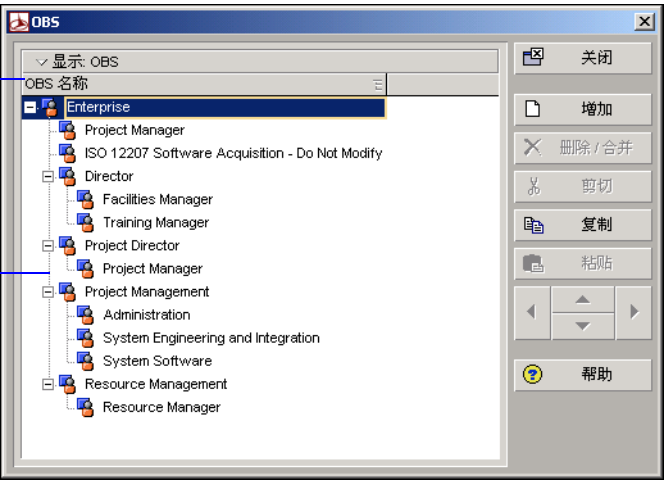 OBS
显示: OBS
OBS 名称
Enterprise
Project Manager
ISO 12207 Software Acquisition - Do Not Modify
Director
Facilities Manager
Training Manager
Project Director
Project Manager
Project Management
Administration
System Engineering and Integration
System Software
Resource Management
Resource Manager
关闭
增加
删除 / 合并
剪切
复制
粘贴
帮助